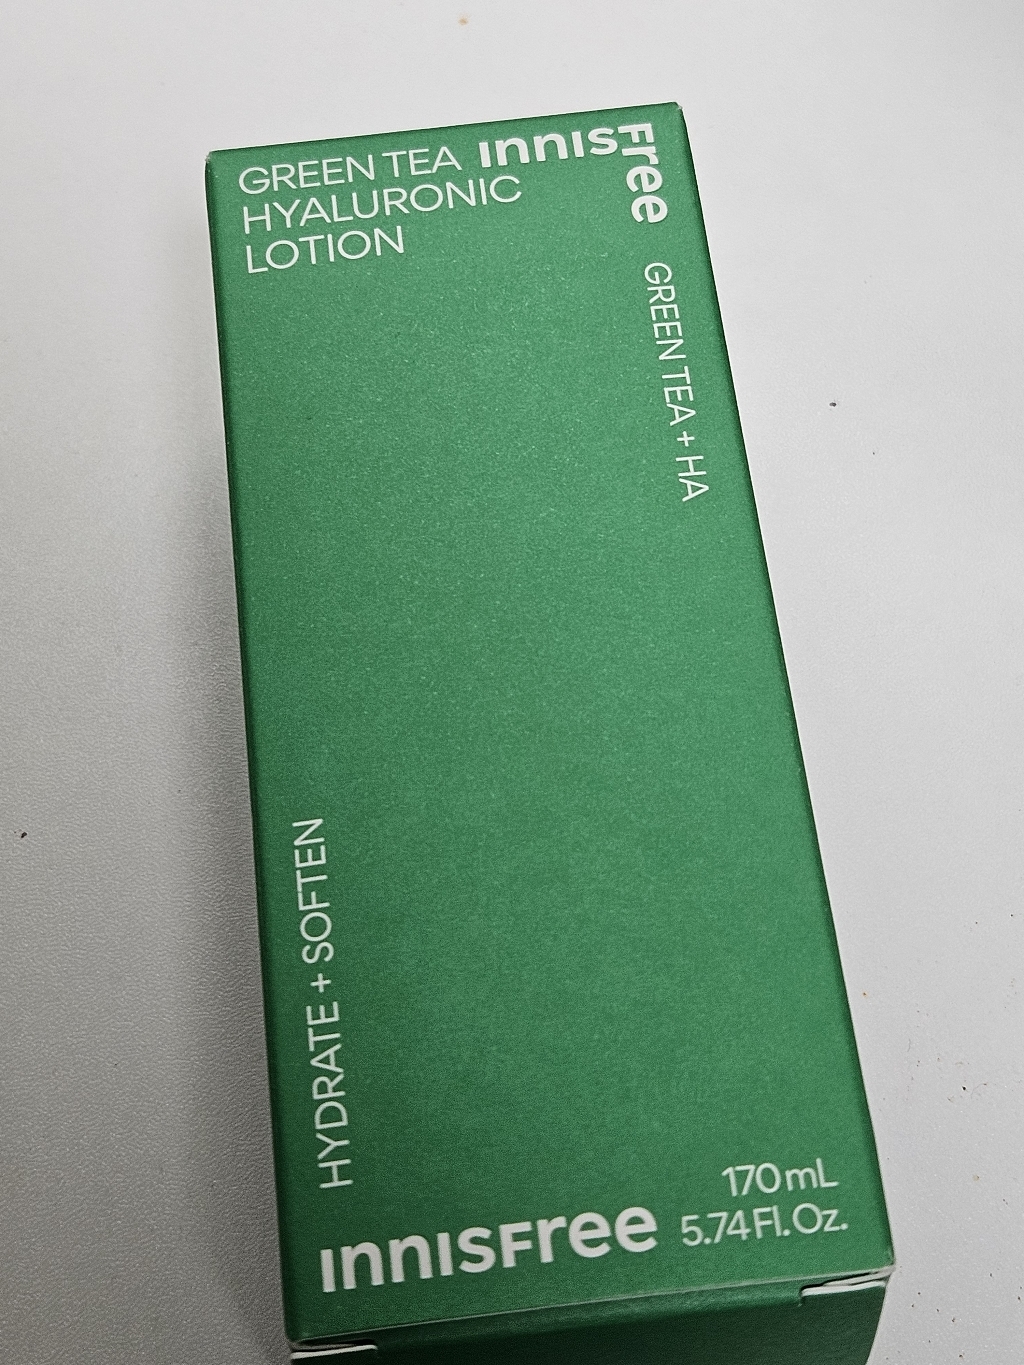 GREEN TEA
HYALURONIC
LOTION
INNISFree
GREEN TEA + HA
HYDRATE + SOFTEN
INNISFree
170 mL
5.74 Fl. Oz.